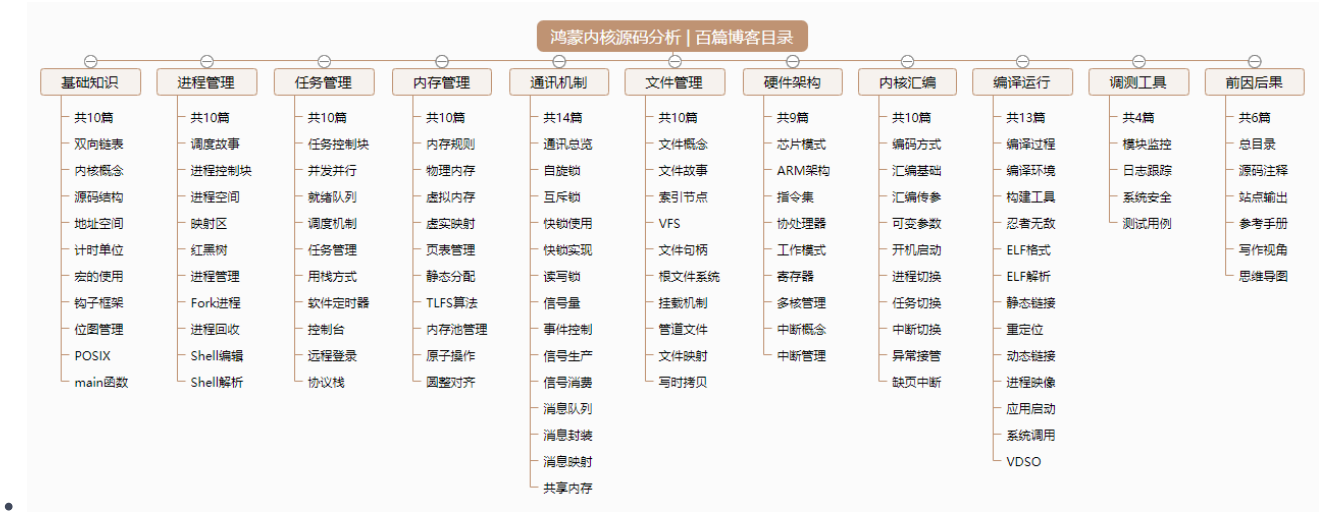 鸿蒙内核源码分析 | 百篇博客目录
基础知识
共10篇
双向链表
内核概念
源码结构
地址空间
计时单位
宏的使用
钩子框架
位图管理
POSIX
main函数
进程管理
共10篇
调度故事
进程控制块
进程空间
映射区
红黑树
进程管理
Fork进程
进程回收
Shell编辑
Shell解析
任务管理
共10篇
任务控制块
并发并行
就绪队列
调度机制
任务管理
用栈方式
软件定时器
控制台
远程登录
协议栈
内存管理
共10篇
内存规则
物理内存
虚拟内存
虚实映射
页表管理
静态分配
TLFS算法
内存池管理
原子操作
圆整对齐
通讯机制
共14篇
通讯总览
自旋锁
互斥锁
快锁使用
快锁实现
读写锁
信号量
事件控制
信号生产
信号消费
消息队列
消息封装
消息映射
共享内存
文件管理
共10篇
文件概念
文件故事
索引节点
VFS
文件句柄
根文件系统
挂载机制
管道文件
文件映射
写时拷贝
硬件架构
共9篇
芯片模式
ARM架构
指令集
协处理器
工作模式
寄存器
多核管理
中断概念
中断管理
内核汇编
共10篇
编码方式
汇编基础
汇编传参
可变参数
开机启动
进程切换
任务切换
中断切换
异常接管
缺页中断
编译运行
共13篇
编译过程
编译环境
构建工具
忍者无敌
ELF格式
ELF解析
静态链接
重定位
动态链接
进程映像
应用启动
系统调用
VDSO
调测工具
共4篇
模块监控
日志跟踪
系统安全
测试用例
前因后果
共6篇
总目录
源码注释
站点输出
参考手册
写作视角
思维导图